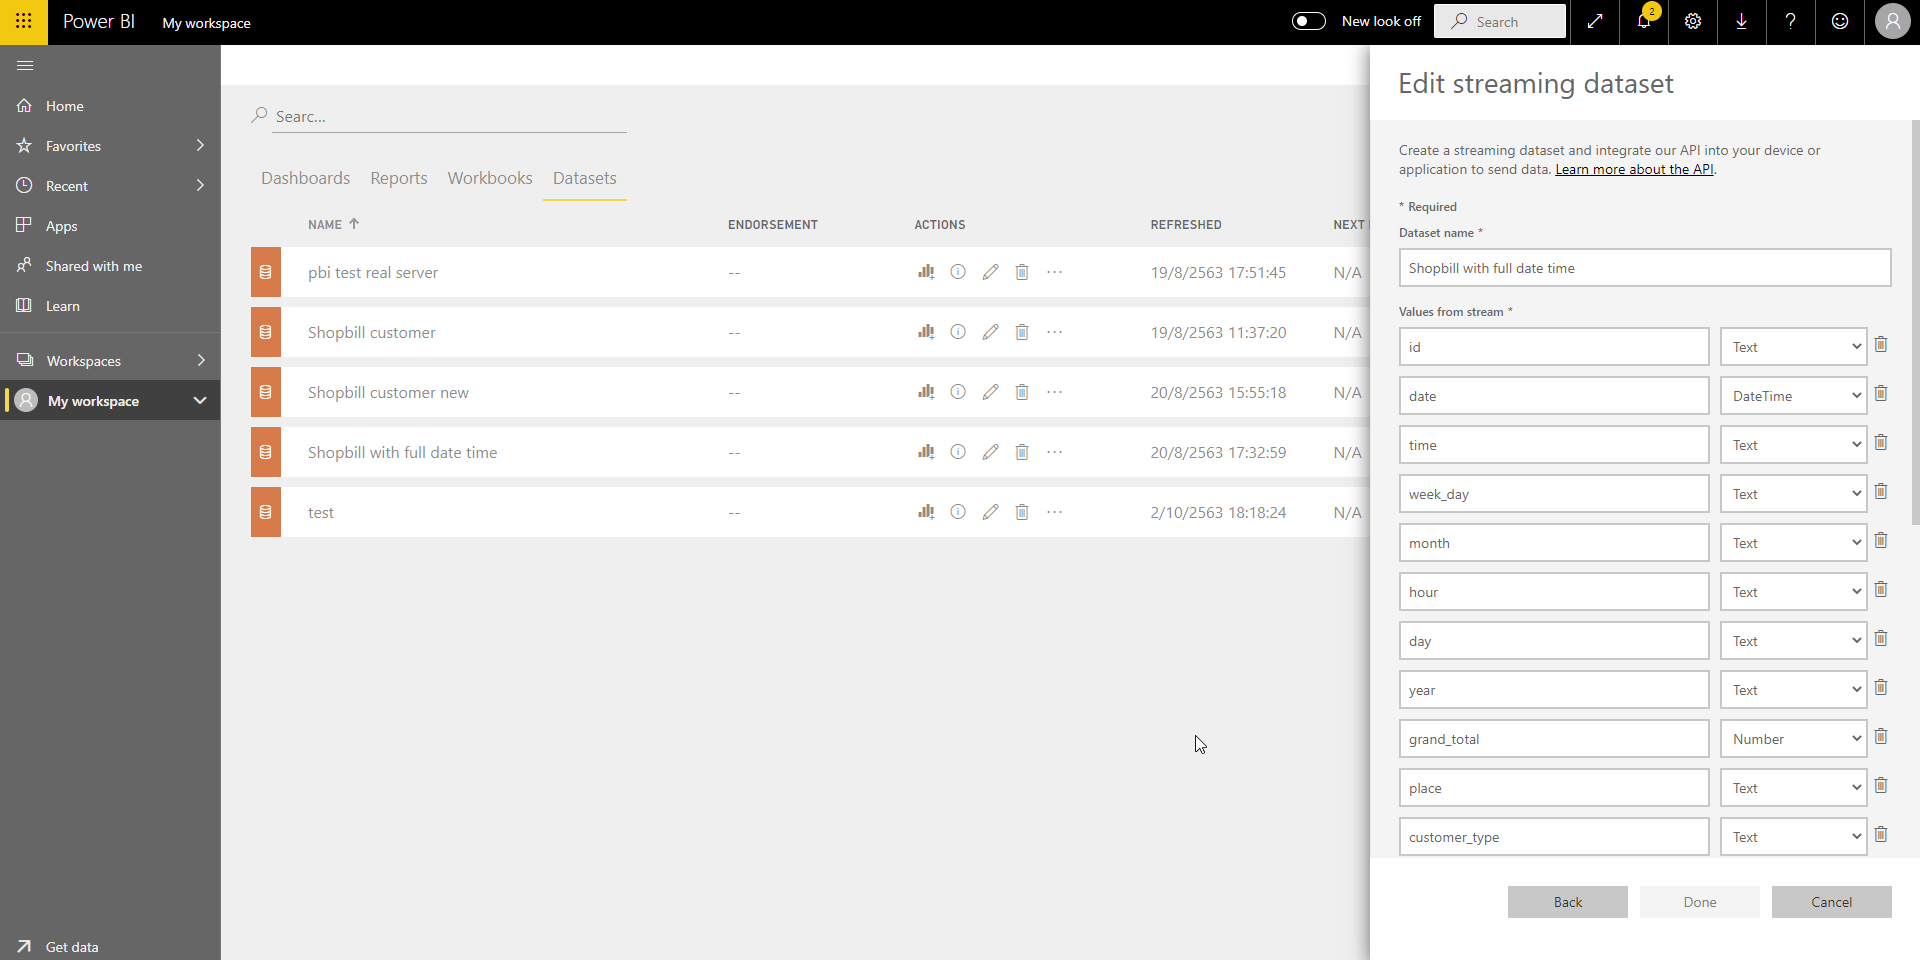 Power BI
My workspace
New look off
Search
2
Home
Favorites
Recent
Apps
Shared with me
Learn
Workspaces
My workspace
Get data
Searc...
Dashboards Reports Workbooks Datasets
NAME ENDORSEMENT ACTIONS REFRESHED NEXT
pbi test real server -- 19/8/2563 17:51:45 N/A
Shopbill customer -- 19/8/2563 11:37:20 N/A
Shopbill customer new -- 20/8/2563 15:55:18 N/A
Shopbill with full date time -- 20/8/2563 17:32:59 N/A
test -- 2/10/2563 18:18:24 N/A
Edit streaming dataset
Create a streaming dataset and integrate our API into your device or
application to send data. Learn more about the API.
* Required
Dataset name *
Shopbill with full date time
Values from stream *
id Text
date DateTime
time Text
week_day Text
month Text
hour Text
day Text
year Text
grand_total Number
place Text
customer_type Text
Back Done Cancel